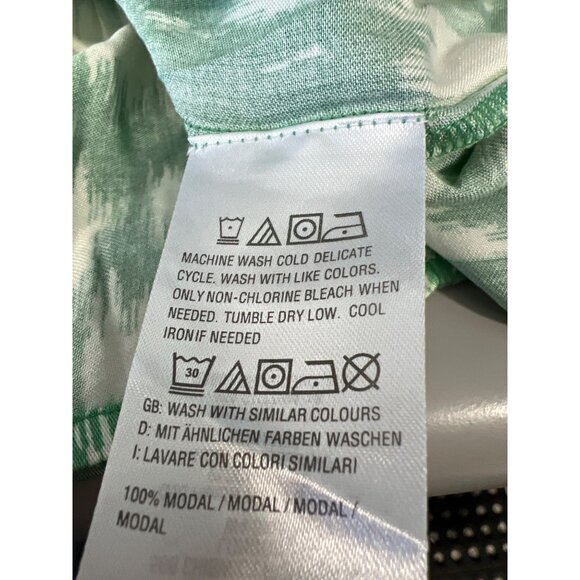 MACHINE WASH COLD DELICATE
CYCLE. WASH WITH LIKE COLORS.
ONLY NON-CHLORINE BLEACH WHEN
NEEDED. TUMBLE DRY LOW. COOL
IRON IF NEEDED
30
GB: WASH WITH SIMILAR COLOURS
D: MIT ÄHNLICHEN FARBEN WASCHEN
I: LAVARE CON COLORI SIMILARI
100% MODAL / MODAL / MODAL /
MODAL